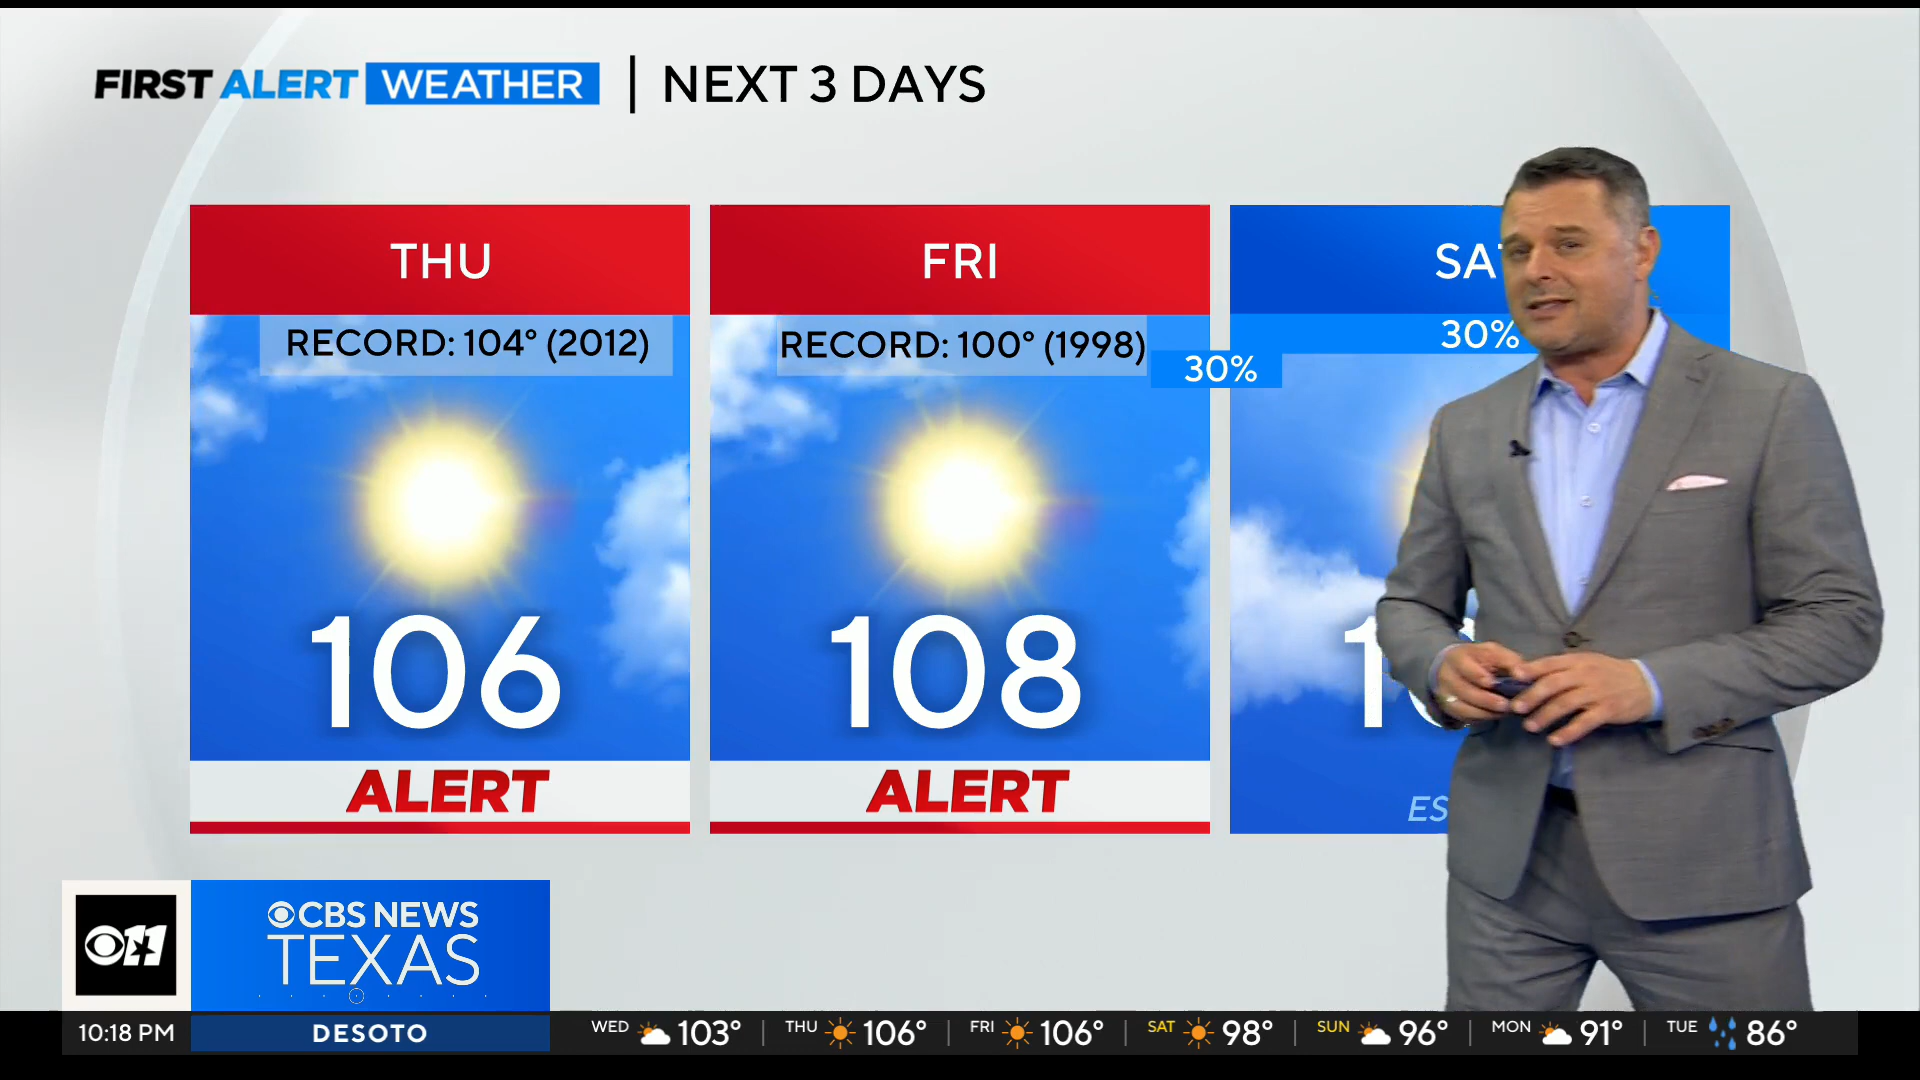 FIRST ALERT WEATHER | NEXT 3 DAYS
THU
RECORD: 104° (2012)
106
ALERT
FRI
RECORD: 100° (1998)
30%
108
ALERT
30%
CBS NEWS
TEXAS
11
10:18 PM
DESOTO
WED 103° | THU 106° | FRI 106° | SAT 98° | SUN 96° | MON 91° | TUE 86°